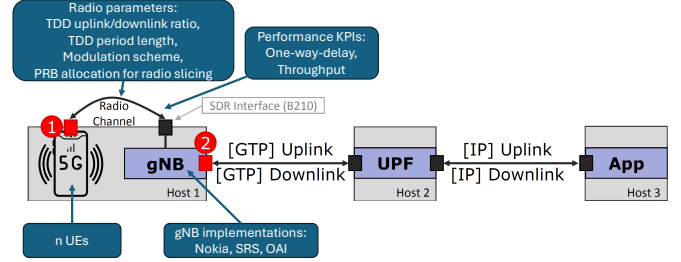 Radio parameters:
TDD uplink/downlink ratio,
TDD period length,
Modulation scheme,
PRB allocation for radio slicing
Performance KPIs:
One-way-delay,
Throughput
Radio
Channel
SDR Interface (B210)
1
2
5G
gNB
Host 1
[GTP] Uplink
[GTP] Downlink
UPF
Host 2
[IP] Uplink
[IP] Downlink
App
Host 3
n UEs
gNB implementations:
Nokia, SRS, OAI